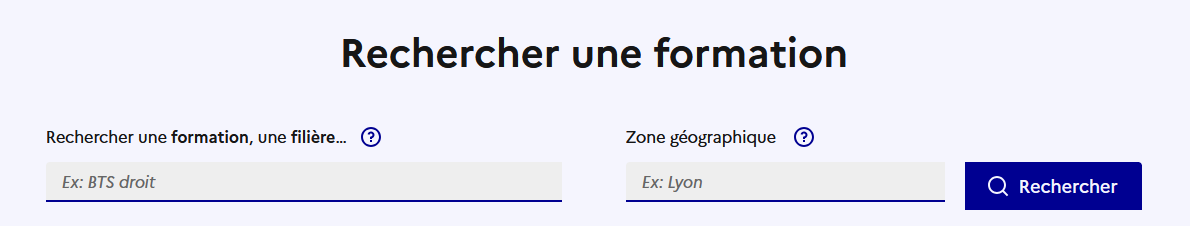 Rechercher une formation
Rechercher une formation, une filière...
Zone géographique
Ex: BTS droit
Ex: Lyon
Rechercher